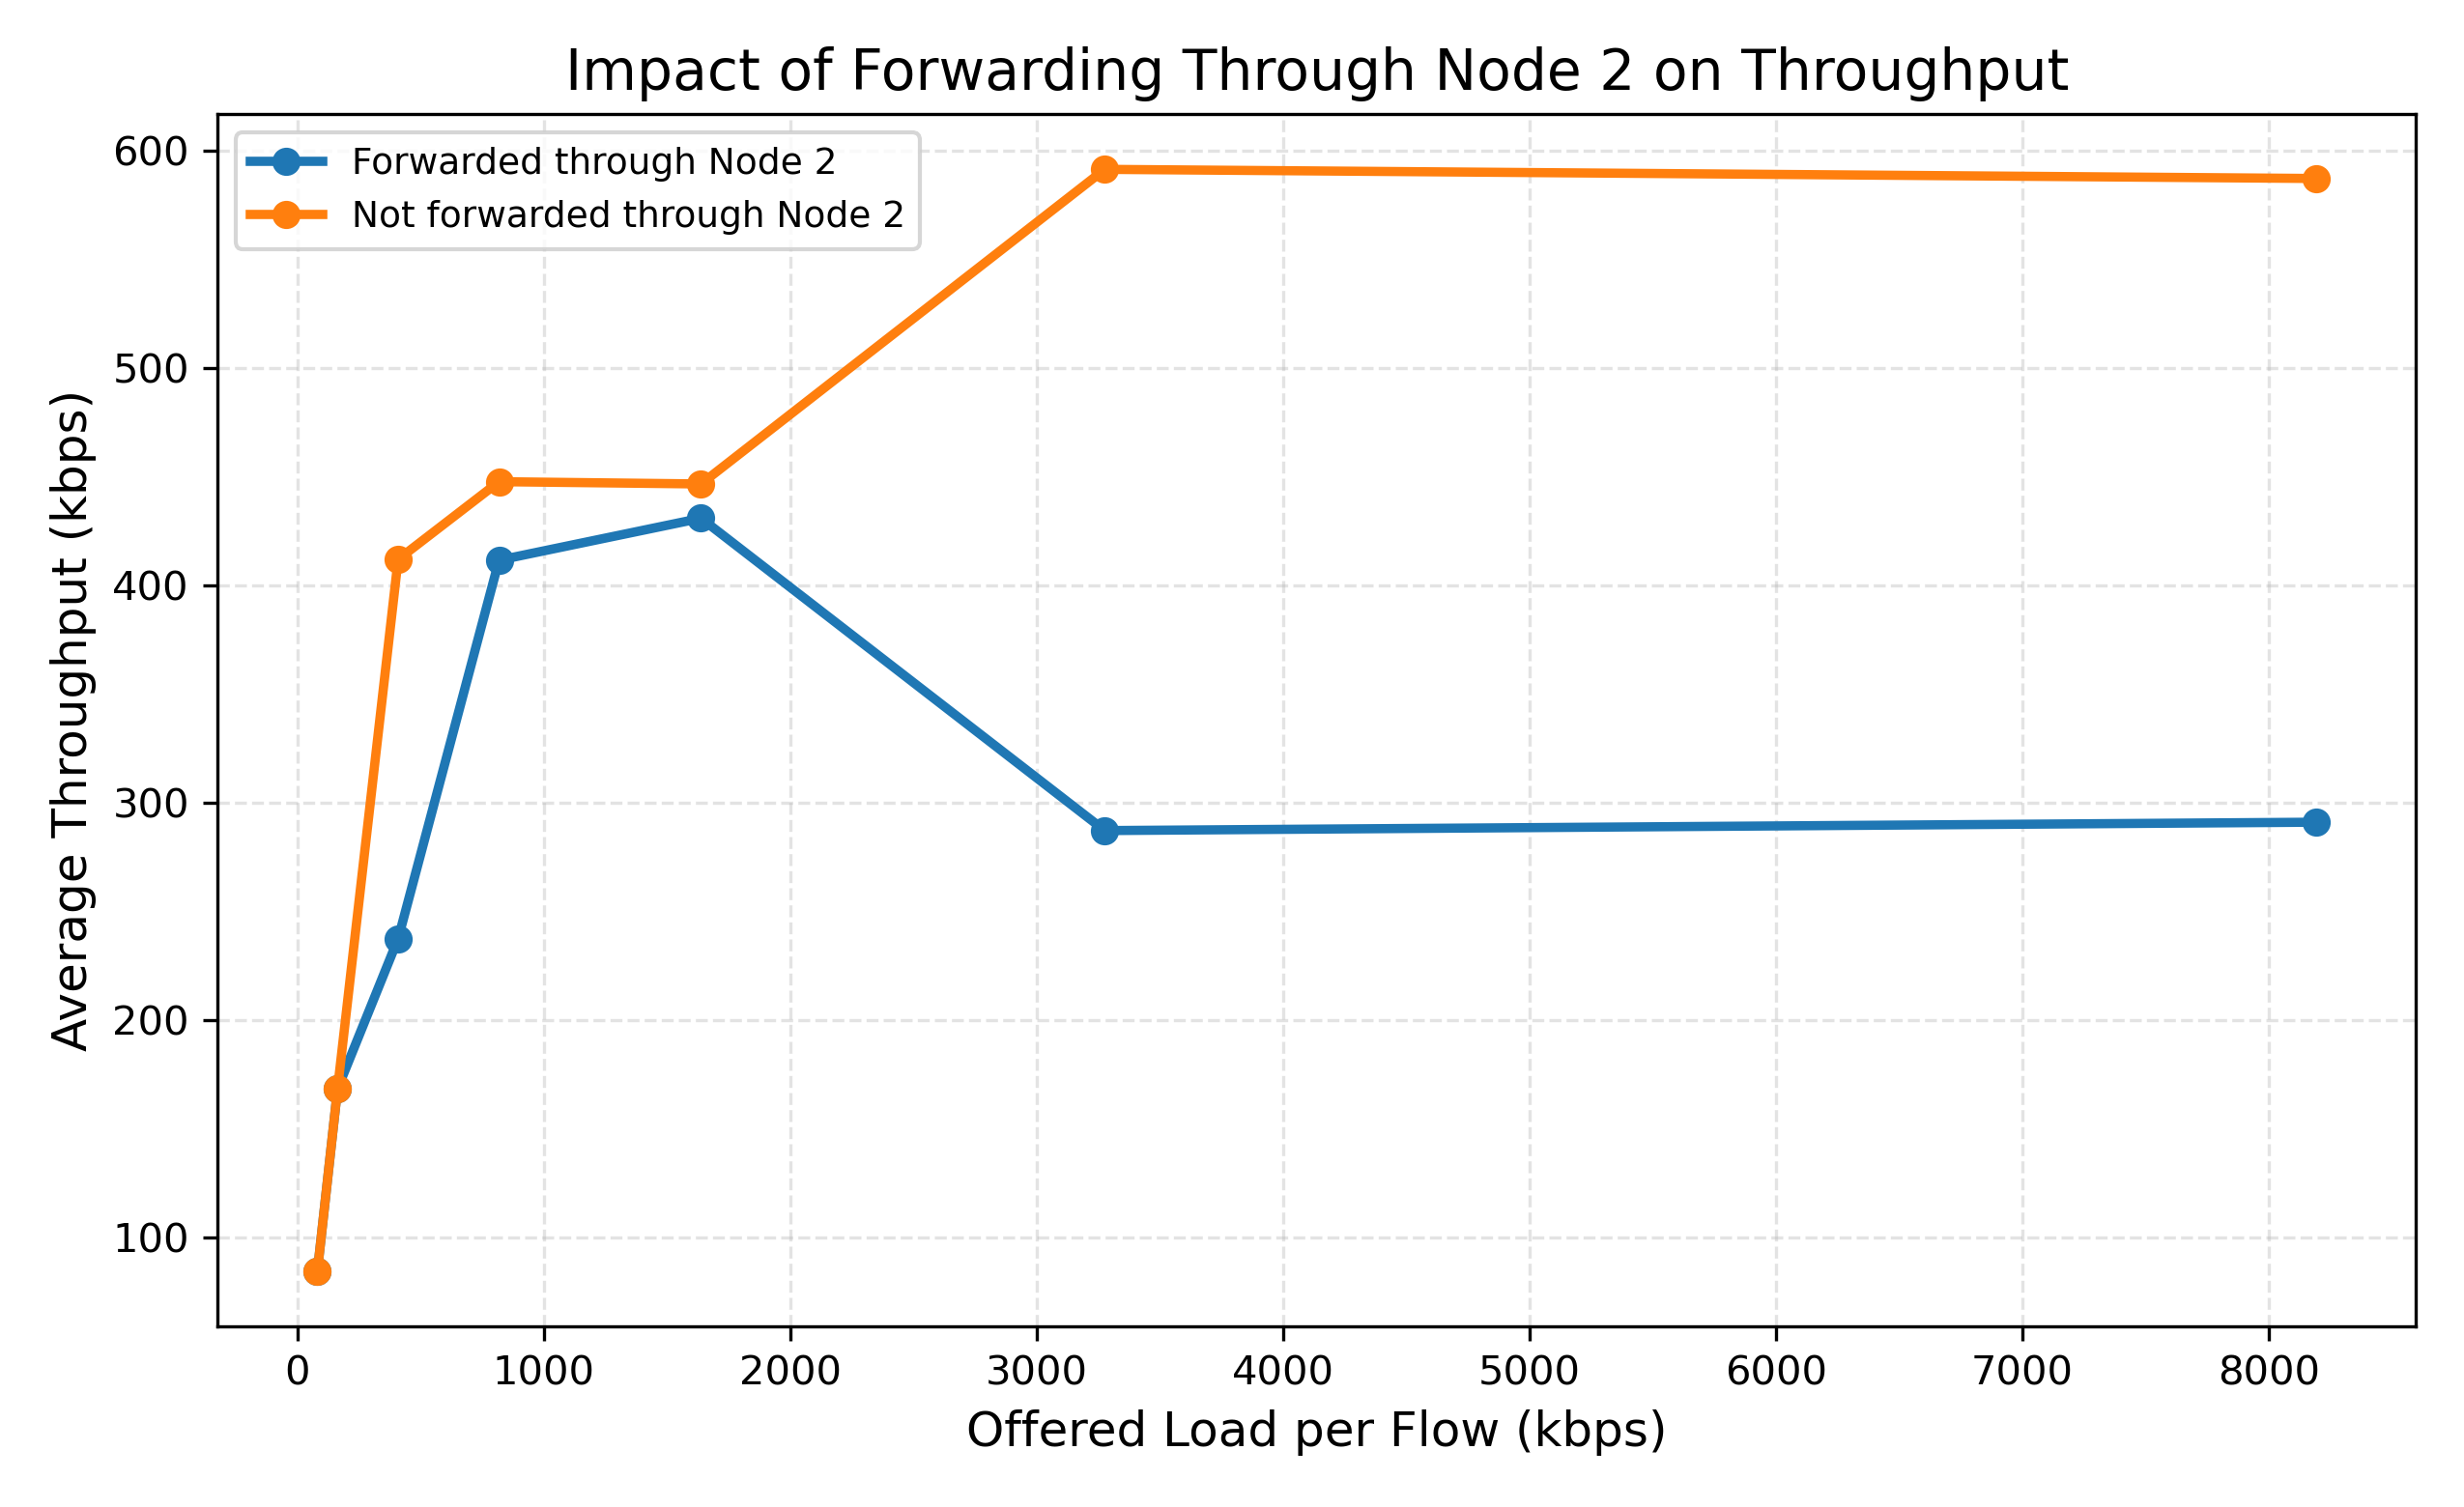 Impact of Forwarding Through Node 2 on Throughput
Forwarded through Node 2
Not forwarded through Node 2
Average Throughput (kbps)
600
500
400
300
200
100
0 1000 2000 3000 4000 5000 6000 7000 8000
Offered Load per Flow (kbps)